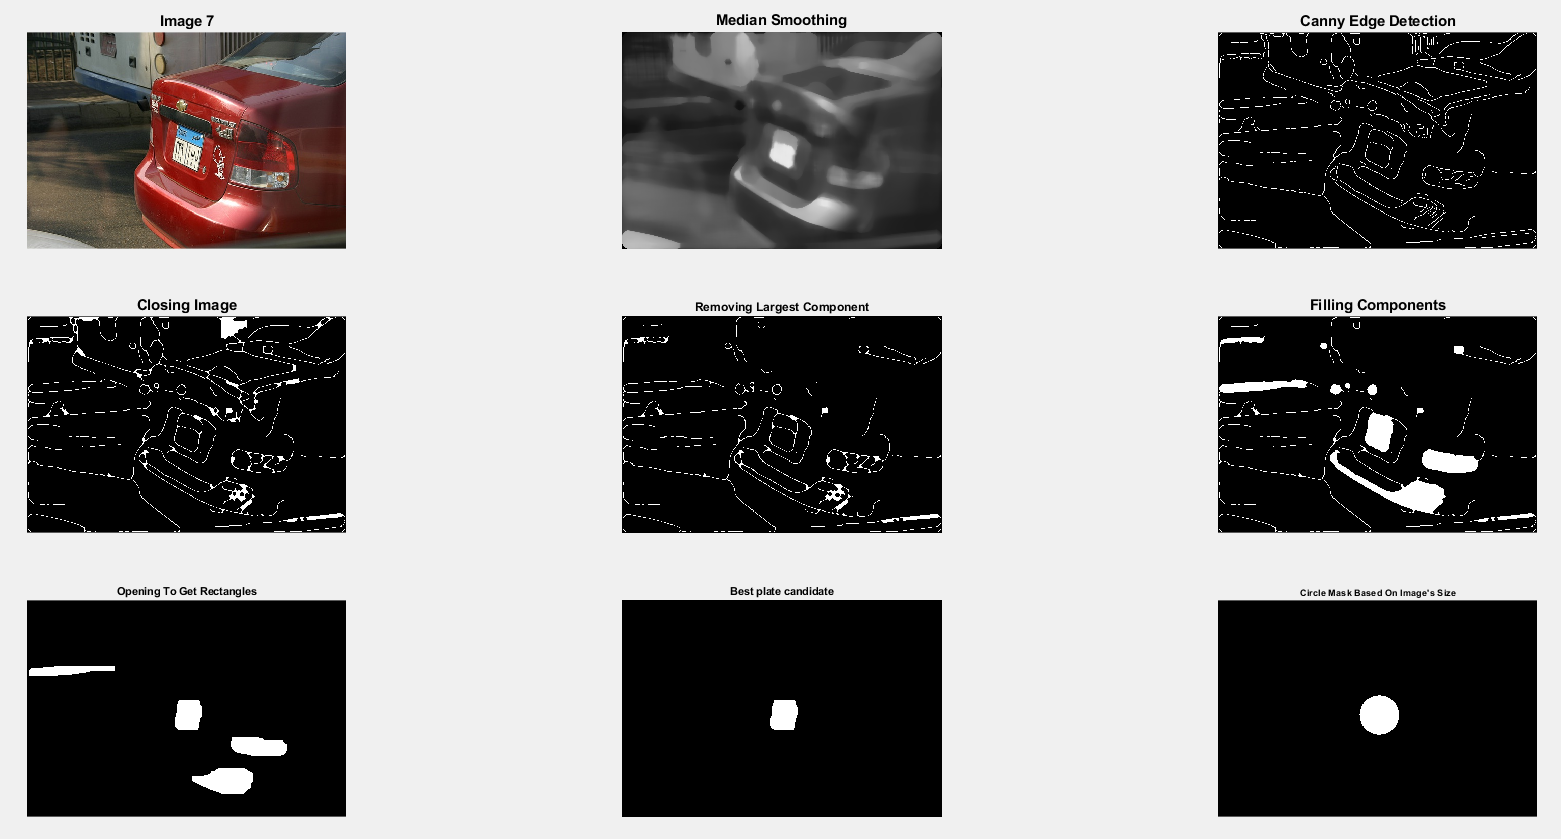 Image 7
Median Smoothing
Canny Edge Detection
Closing Image
Removing Largest Component
Filling Components
Opening To Get Rectangles
Best plate candidate
Circle Mask Based On Image's Size